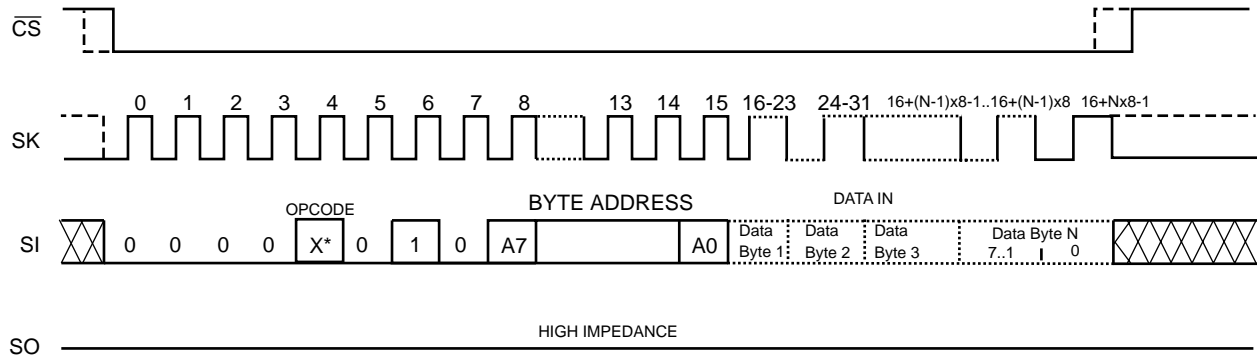 CS
0 1 2 3 4 5 6 7 8 13 14 15 16-23 24-31 16+(N-1)x8-1..16+(N-1)x8 16+Nx8-1
SK
OPCODE BYTE ADDRESS DATA IN
SI 0 0 0 0 X* 0 1 0 A7 A0
Data Byte 1
Data Byte 2
Data Byte 3
Data Byte N
7..1 0
HIGH IMPEDANCE
SO